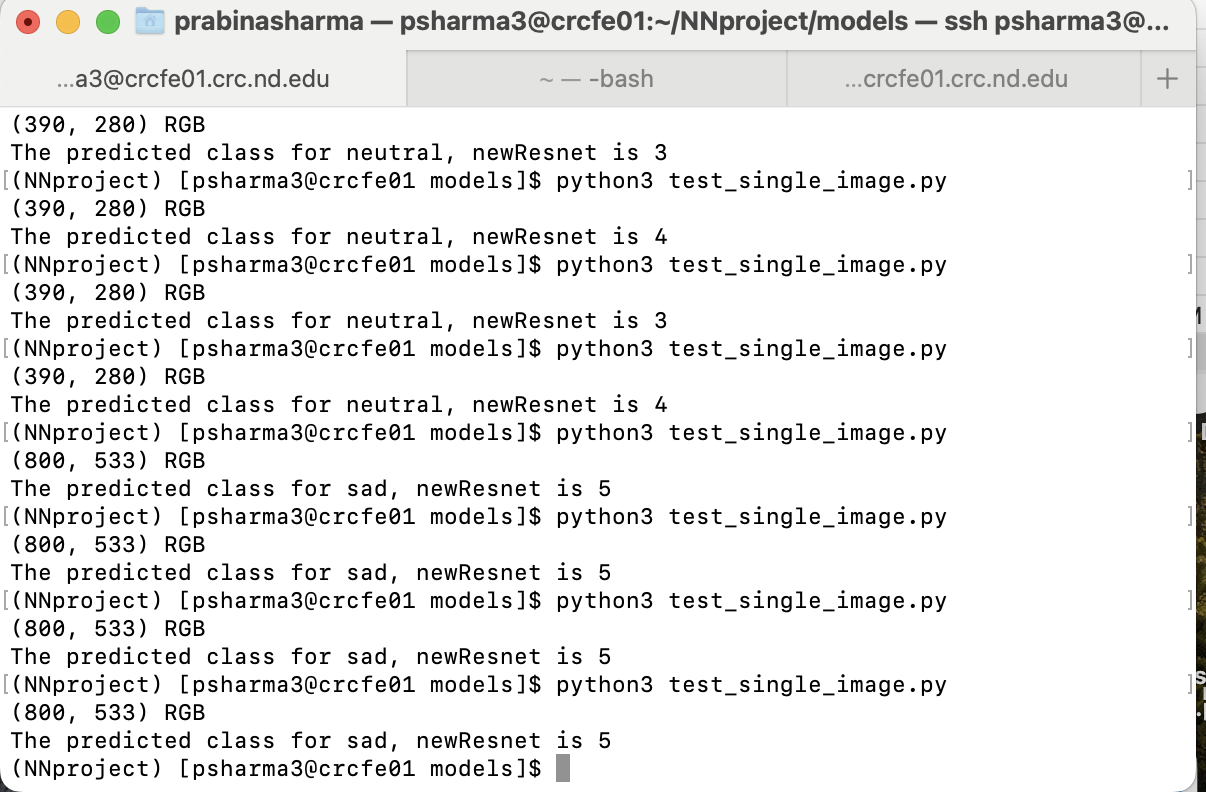 prabinasharma — psharma3@crcfe01:~/NNproject/models — ssh psharma3@...
...a3@crcfe01.crc.nd.edu
~ — -bash
...crcfe01.crc.nd.edu
+
(390, 280) RGB
The predicted class for neutral, newResnet is 3
[(NNproject) [psharma3@crcfe01 models]$ python3 test_single_image.py ]
(390, 280) RGB
The predicted class for neutral, newResnet is 4
[(NNproject) [psharma3@crcfe01 models]$ python3 test_single_image.py ]
(390, 280) RGB
The predicted class for neutral, newResnet is 3
[(NNproject) [psharma3@crcfe01 models]$ python3 test_single_image.py ]
(390, 280) RGB
The predicted class for neutral, newResnet is 4
[(NNproject) [psharma3@crcfe01 models]$ python3 test_single_image.py ]
(800, 533) RGB
The predicted class for sad, newResnet is 5
[(NNproject) [psharma3@crcfe01 models]$ python3 test_single_image.py ]
(800, 533) RGB
The predicted class for sad, newResnet is 5
[(NNproject) [psharma3@crcfe01 models]$ python3 test_single_image.py ]
(800, 533) RGB
The predicted class for sad, newResnet is 5
[(NNproject) [psharma3@crcfe01 models]$ python3 test_single_image.py ]
(800, 533) RGB
The predicted class for sad, newResnet is 5
(NNproject) [psharma3@crcfe01 models]$